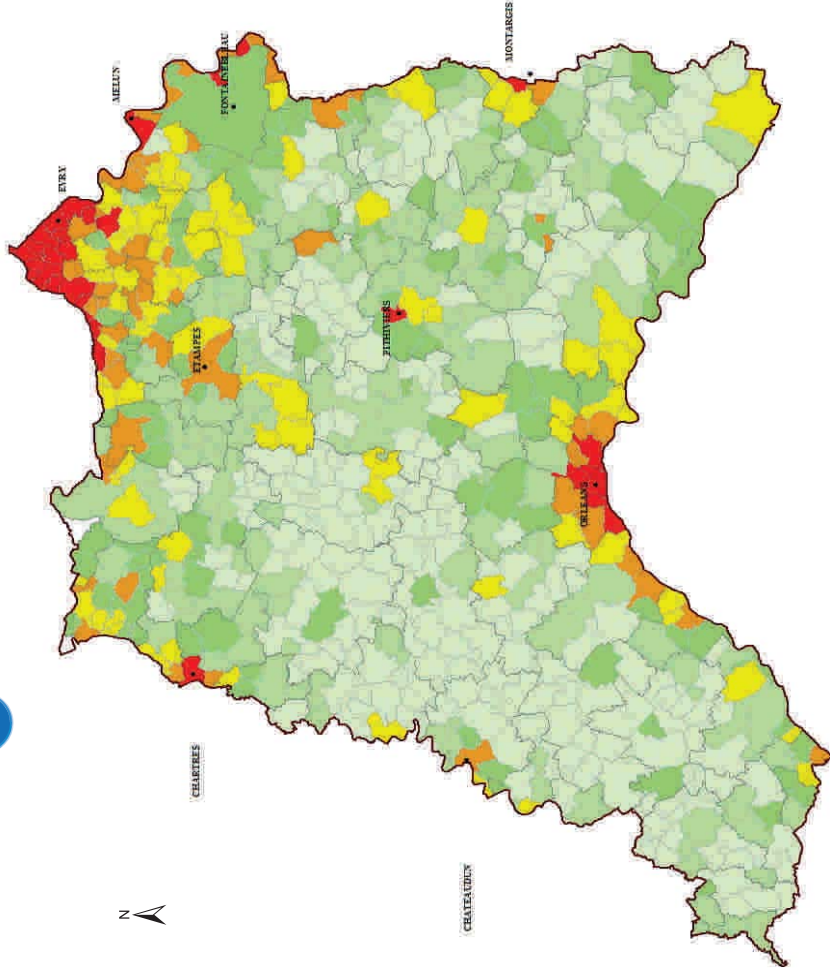 MELUN
EVRY
FONTAINEBLEAU
MONTARGIS
ETAMPES
PITHIVIERS
ORLEANS
CHARTRES
CHATEAUDUN
N